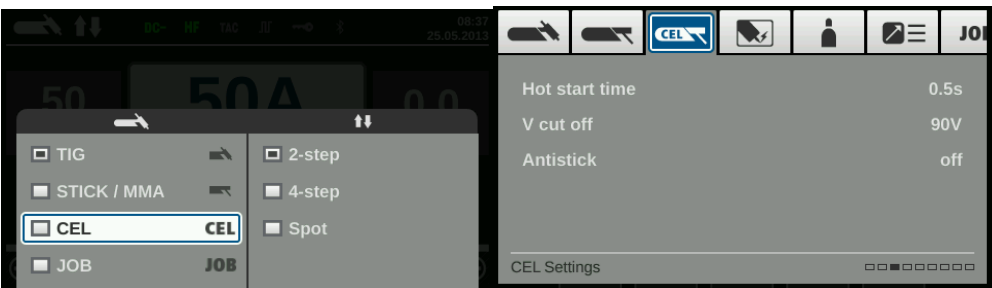 DC- HF TAC
08:37
25.05.2013
50 50A 0.0
TIG
STICK / MMA
CEL CEL
JOB JOB
2-step
4-step
Spot
CEL JOB
Hot start time 0.5s
V cut off 90V
Antistick off
CEL Settings